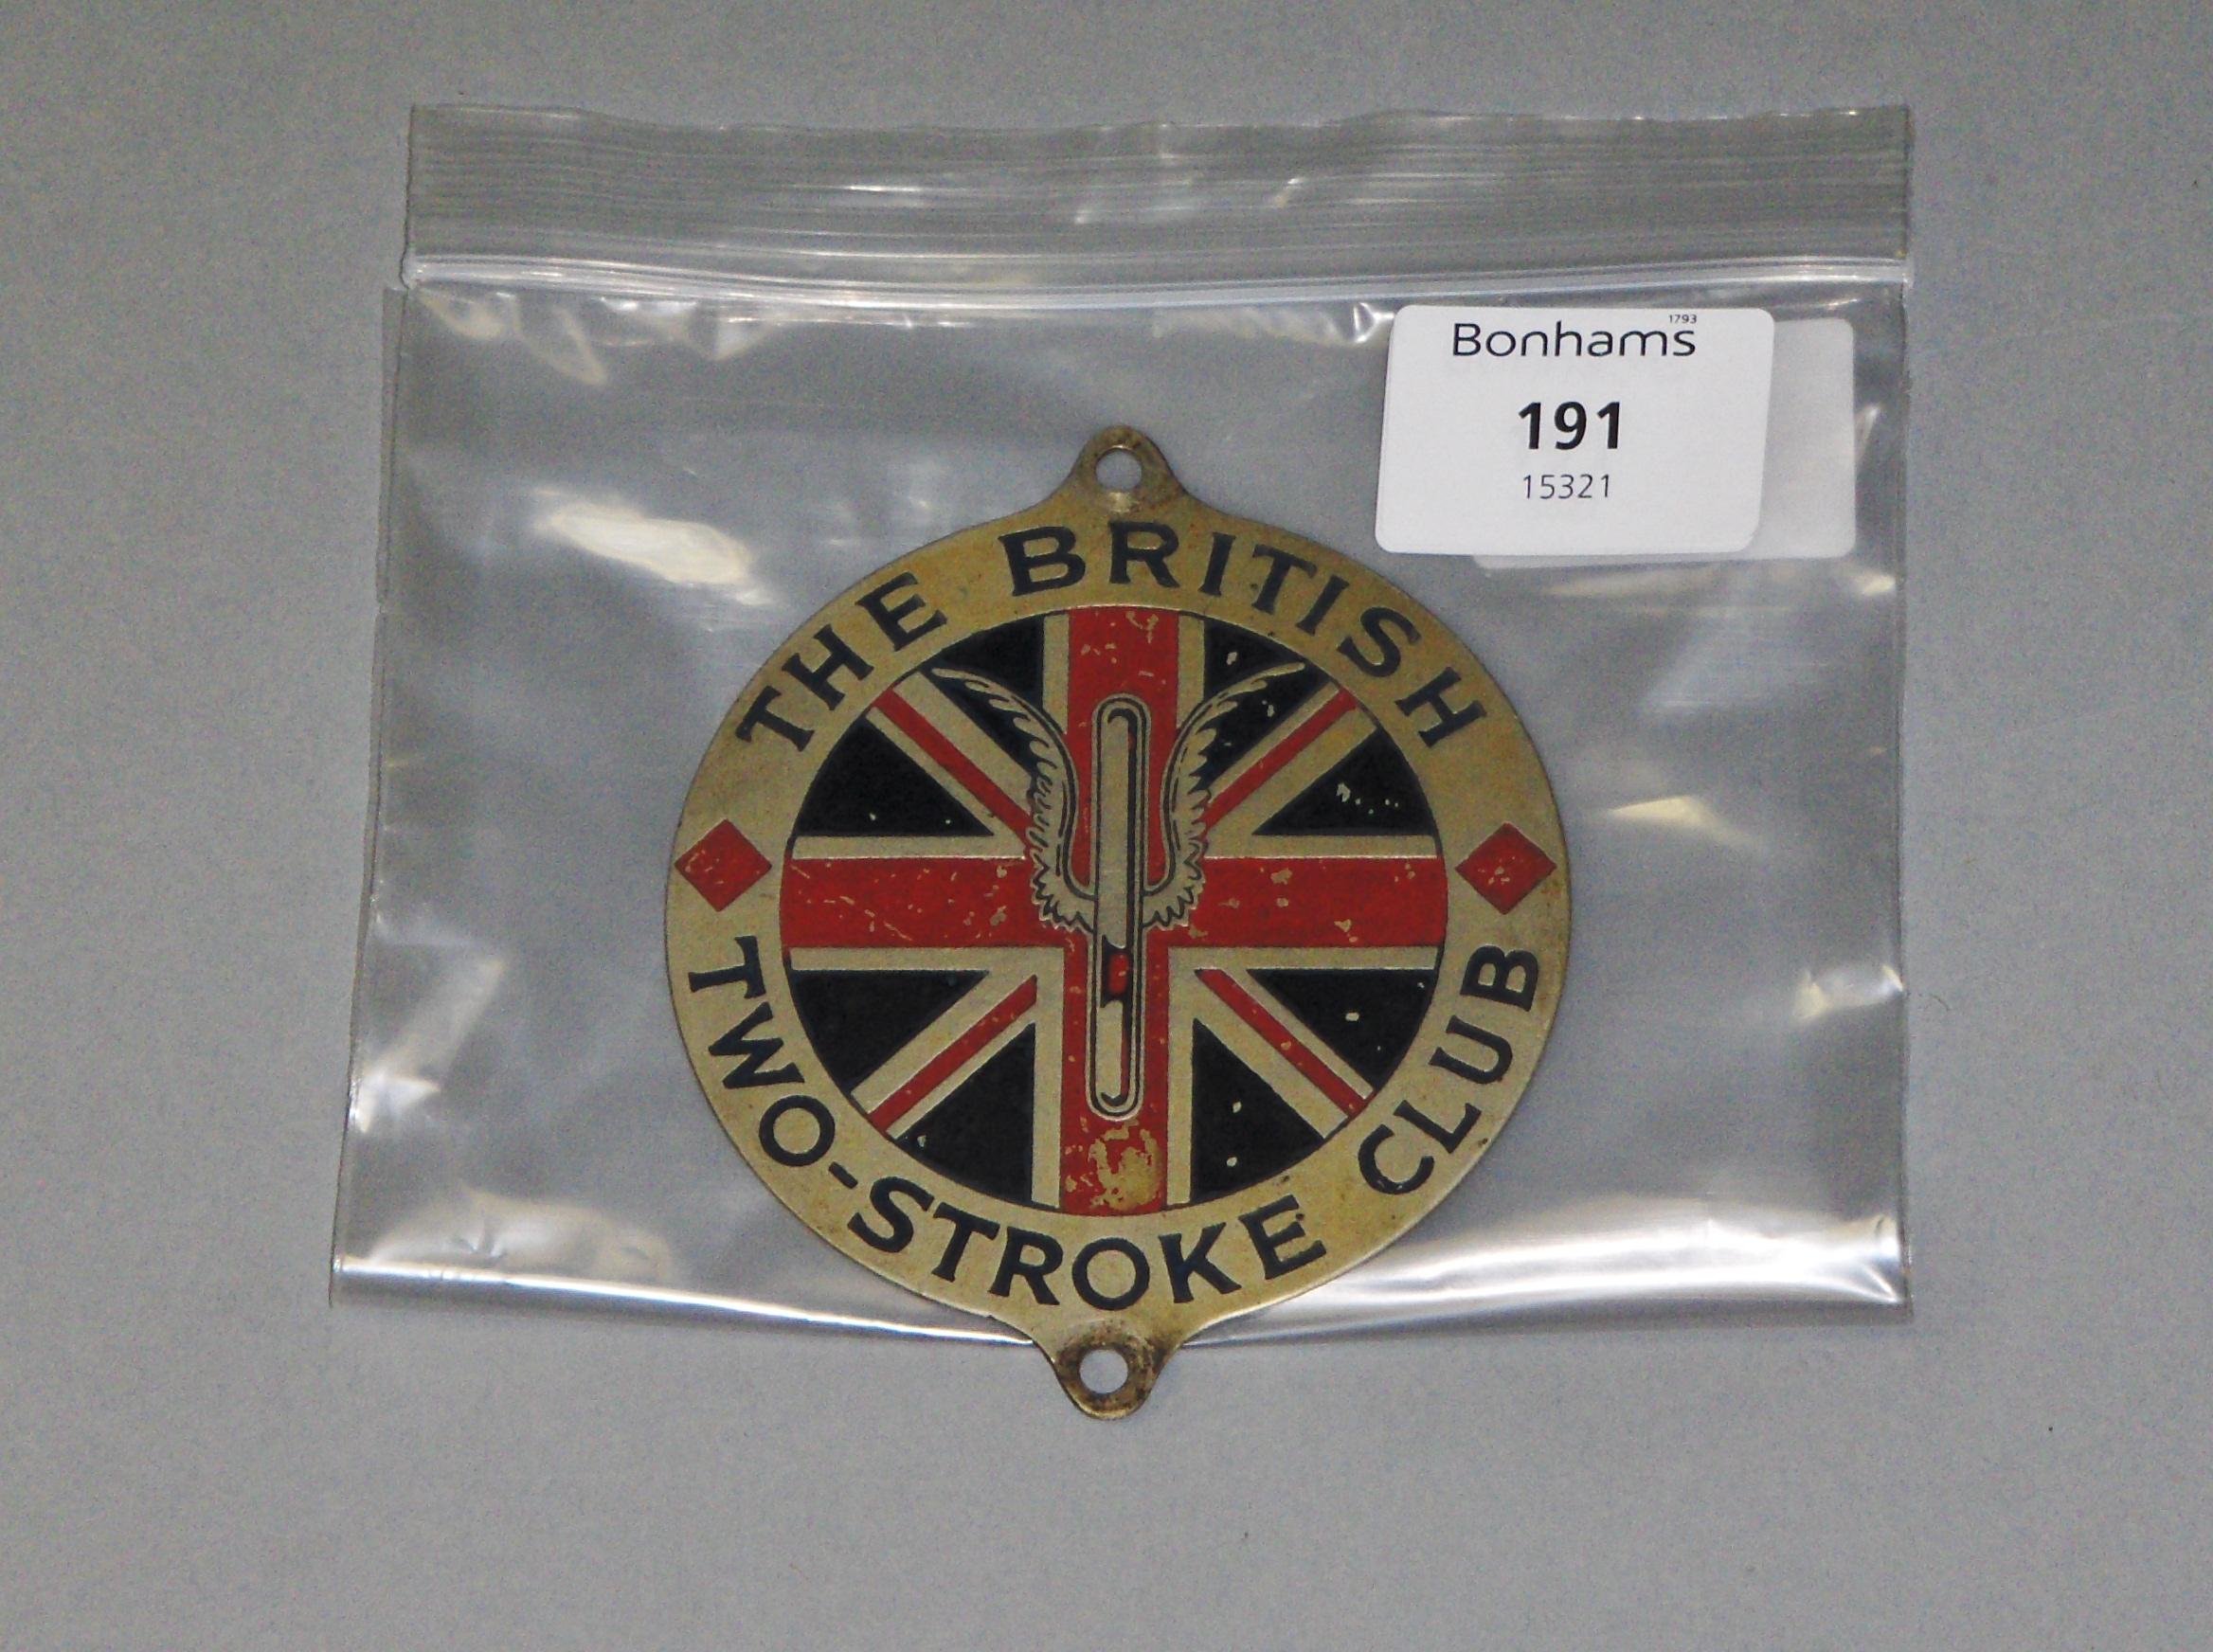 Bonhams 1793
191
15321
THE BRITISH
TWO-STROKE CLUB